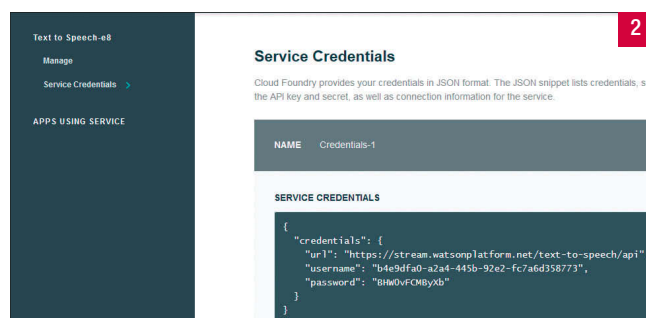 2
Text to Speech-e8
Manage
Service Credentials >
APPS USING SERVICE
Service Credentials
Cloud Foundry provides your credentials in JSON format. The JSON snippet lists credentials, s
the API key and secret, as well as connection information for the service.
NAME Credentials-1
SERVICE CREDENTIALS
{
"credentials": {
"url": "https://stream.watsonplatform.net/text-to-speech/api"
"username": "b4e9dfa0-a2a4-445b-92e2-fc7a6d358773",
"password": "BHWOvFCMByXb"
}
}